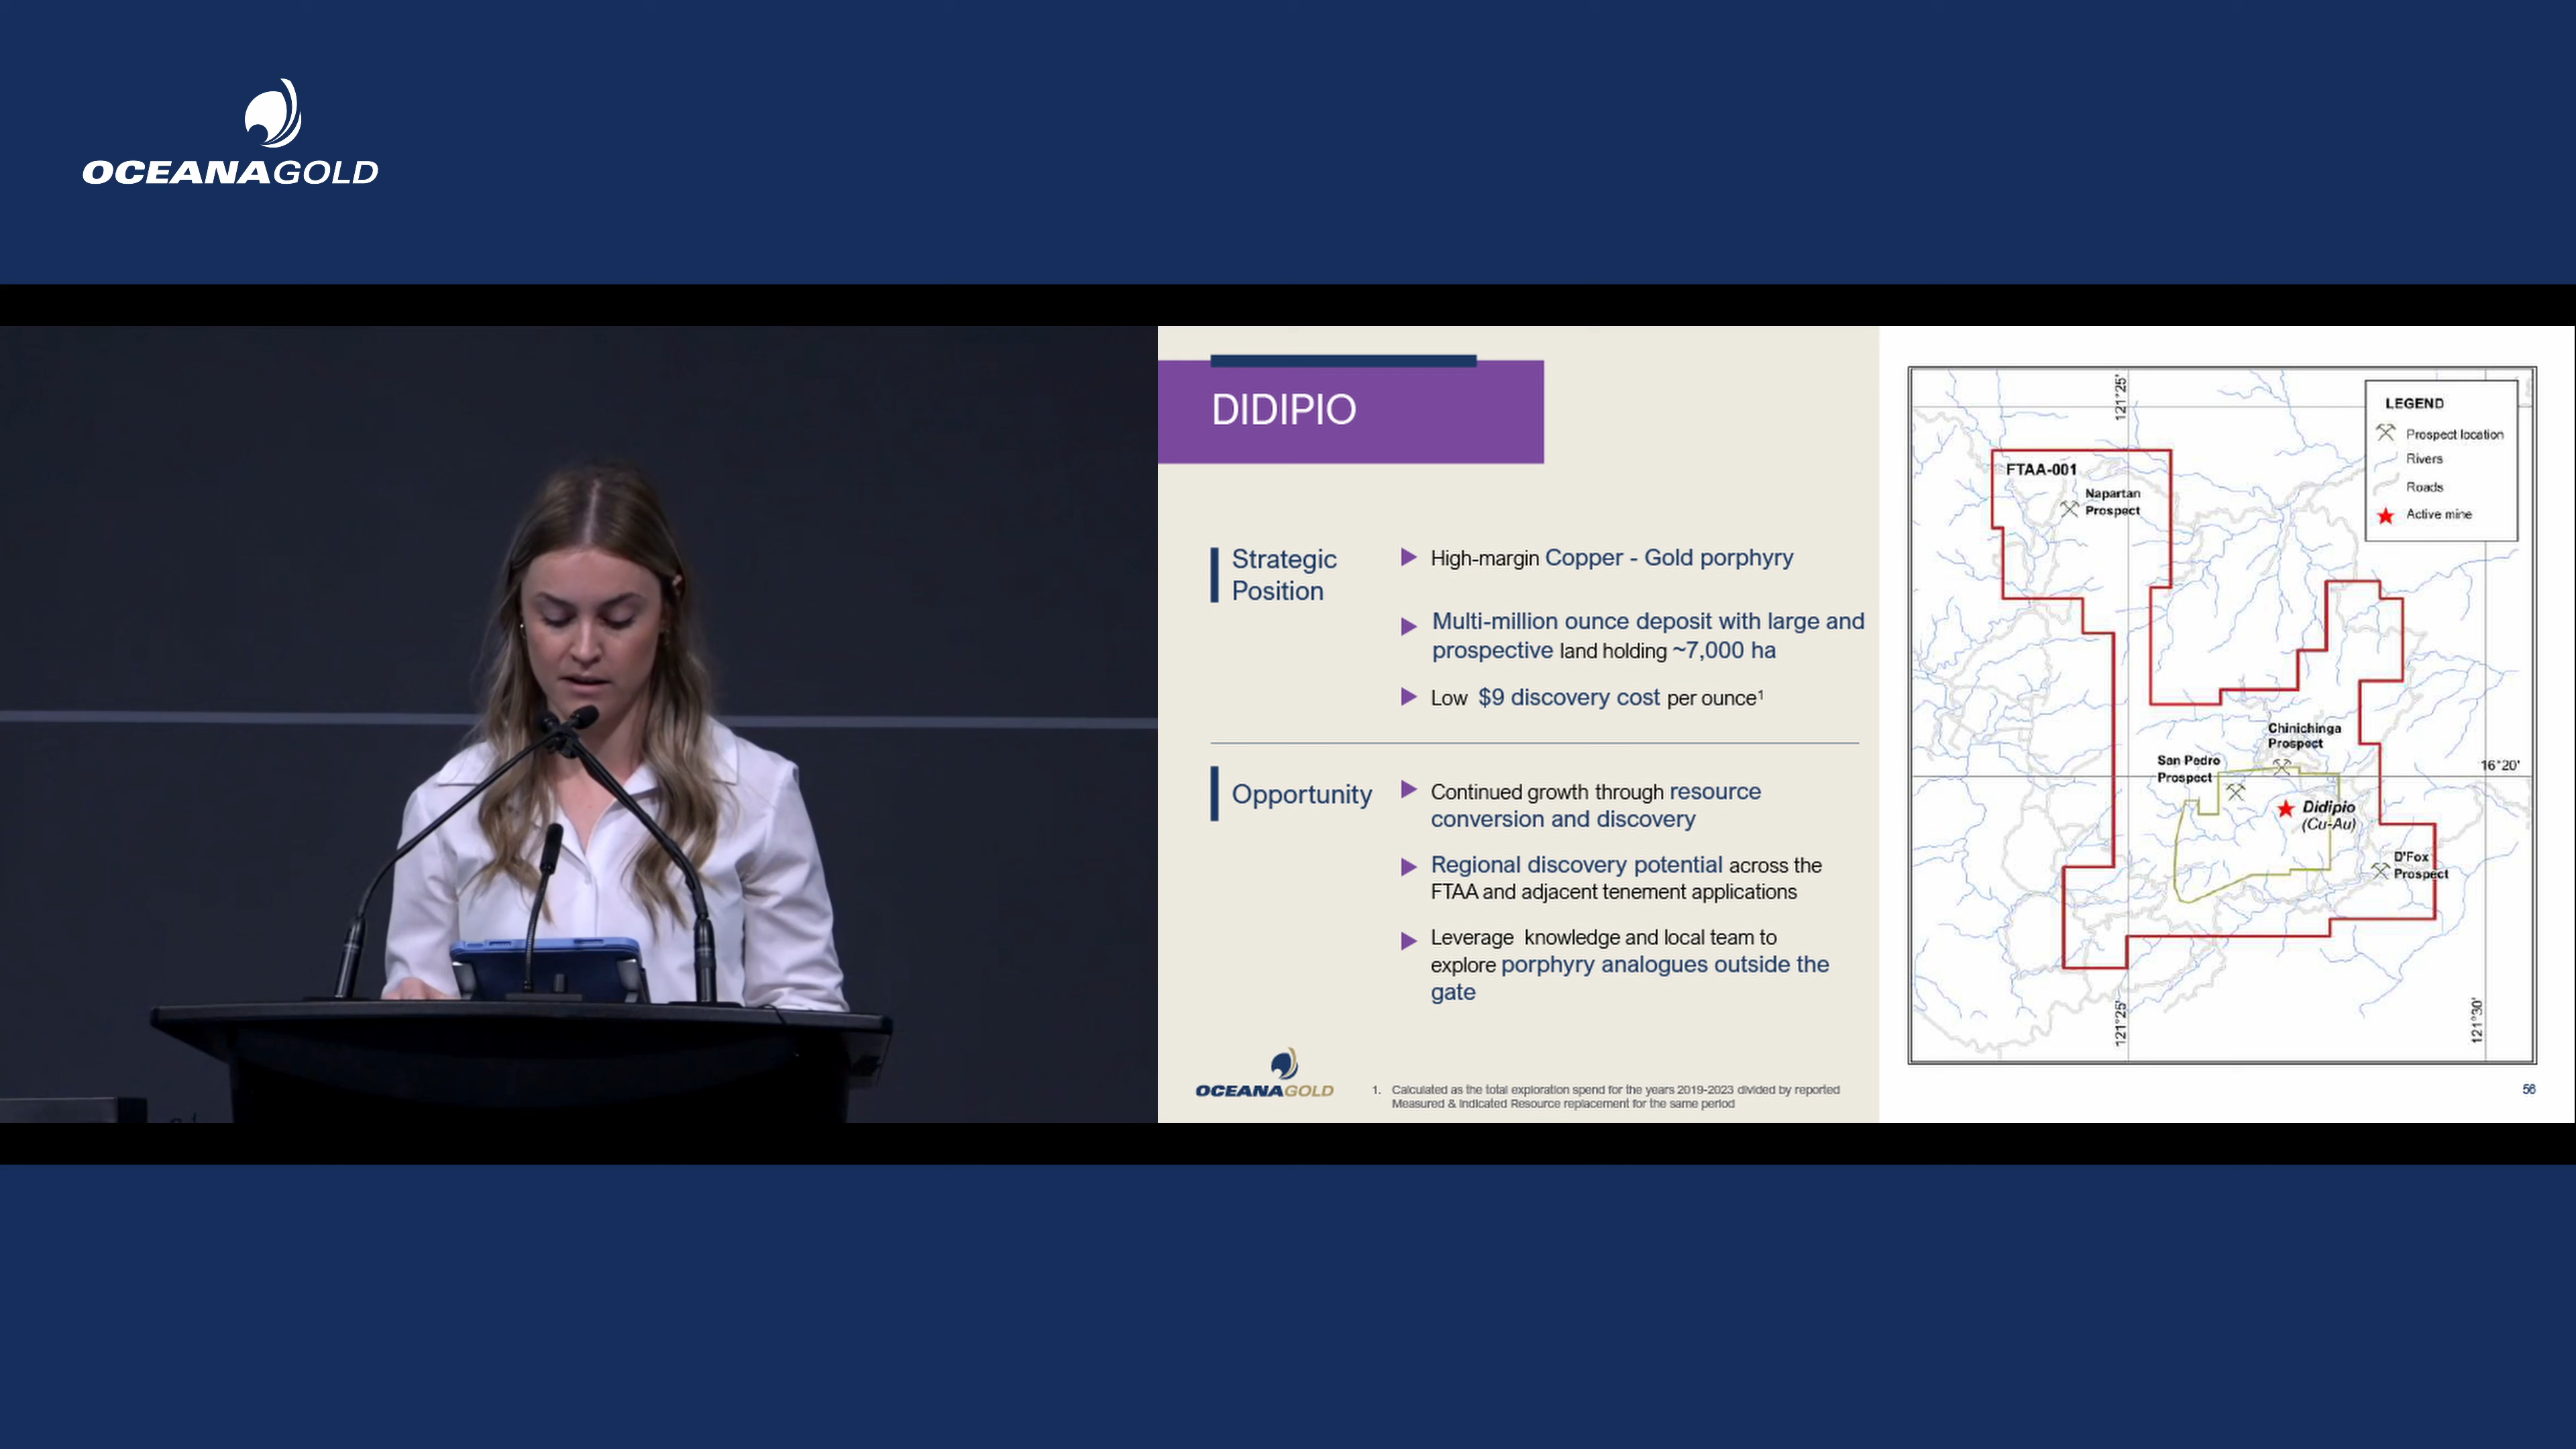 OCEANAGOLD
DIDIPIO
Strategic
Position
High-margin Copper - Gold porphyry
Multi-million ounce deposit with large and
prospective land holding ~7,000 ha
Low $9 discovery cost per ounce¹
Opportunity
Continued growth through resource
conversion and discovery
Regional discovery potential across the
FTAA and adjacent tenement applications
Leverage knowledge and local team to
explore porphyry analogues outside the
gate
OCEANAGOLD
1. Calculated as the total exploration spend for the years 2019-2023 divided by reported
Measured & Indicated Resource replacement for the same period
121°25'
LEGEND
Prospect location
Rivers
Roads
Active mine
FTAA-001
Napartan
Prospect
Chinichinga
Prospect
San Pedro
Prospect
16°20'
Didipio
(Cu-Au)
D'Fox
Prospect
121°25'
121°30'
56